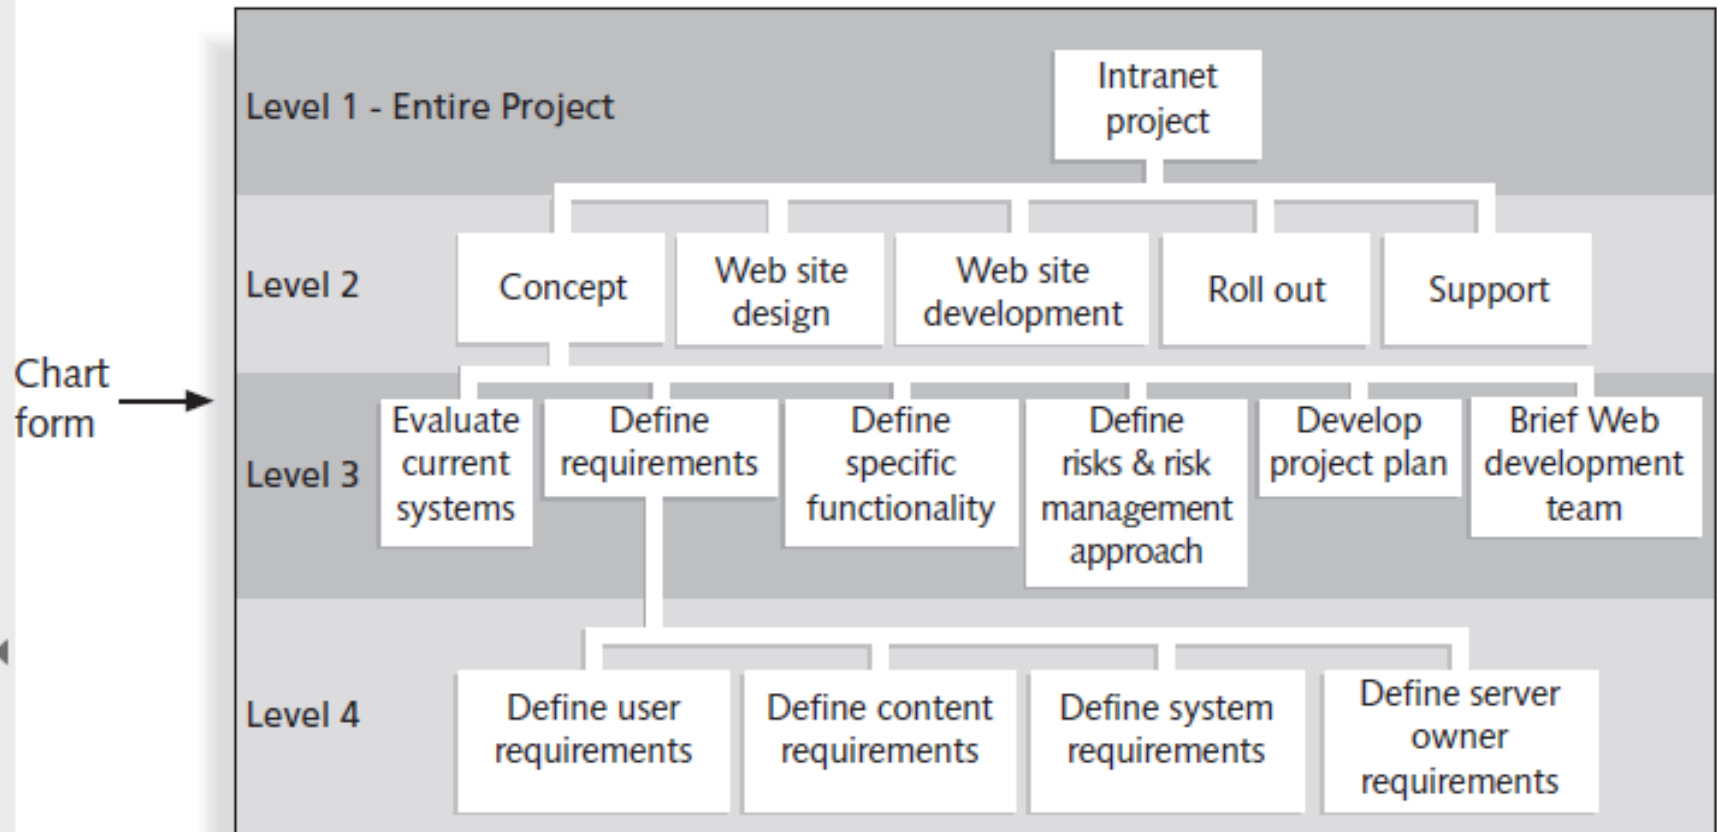 Chart
form
Level 1 - Entire Project
Intranet
project
Level 2
Concept
Web site
design
Web site
development
Roll out
Support
Level 3
Evaluate
current
systems
Define
requirements
Define
specific
functionality
Define
risks & risk
management
approach
Develop
project plan
Brief Web
development
team
Level 4
Define user
requirements
Define content
requirements
Define system
requirements
Define server
owner
requirements